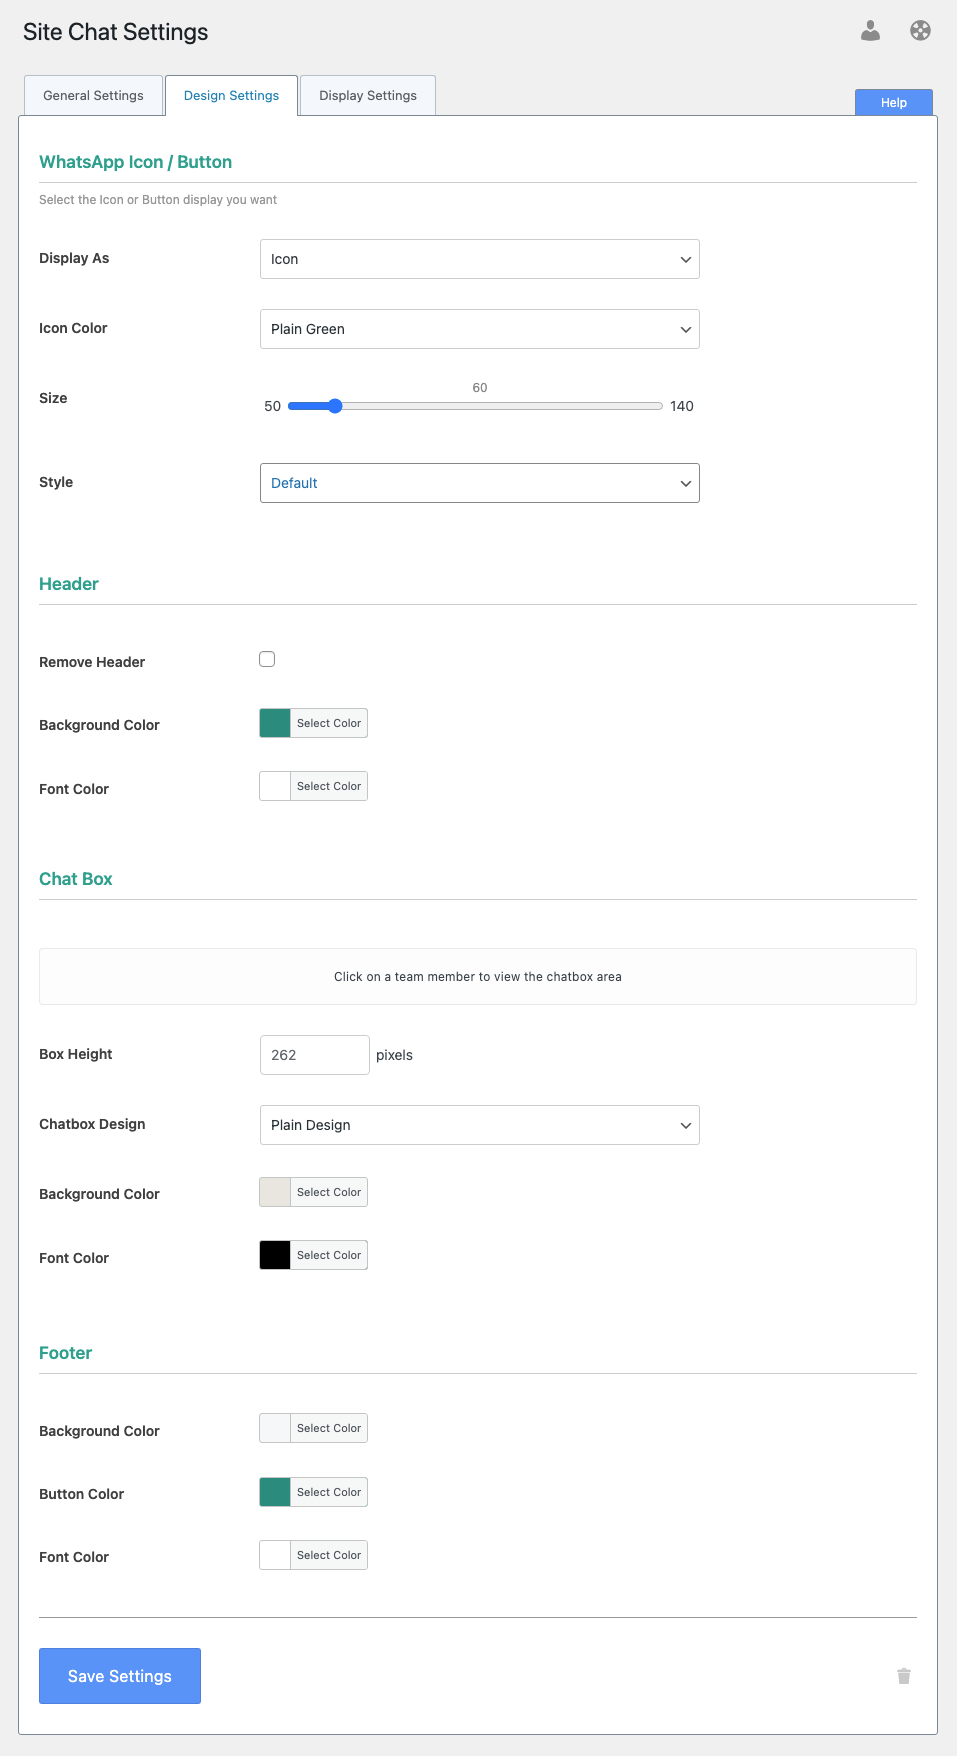 Site Chat Settings
General Settings
Design Settings
Display Settings
Help
WhatsApp Icon / Button
Select the Icon or Button display you want
Display As
Icon
Icon Color
Plain Green
60
Size
50
140
Style
Default
Header
Remove Header
Background Color
Select Color
Font Color
Select Color
Chat Box
Click on a team member to view the chatbox area
Box Height
262
pixels
Chatbox Design
Plain Design
Background Color
Select Color
Font Color
Select Color
Footer
Background Color
Select Color
Button Color
Select Color
Font Color
Select Color
Save Settings